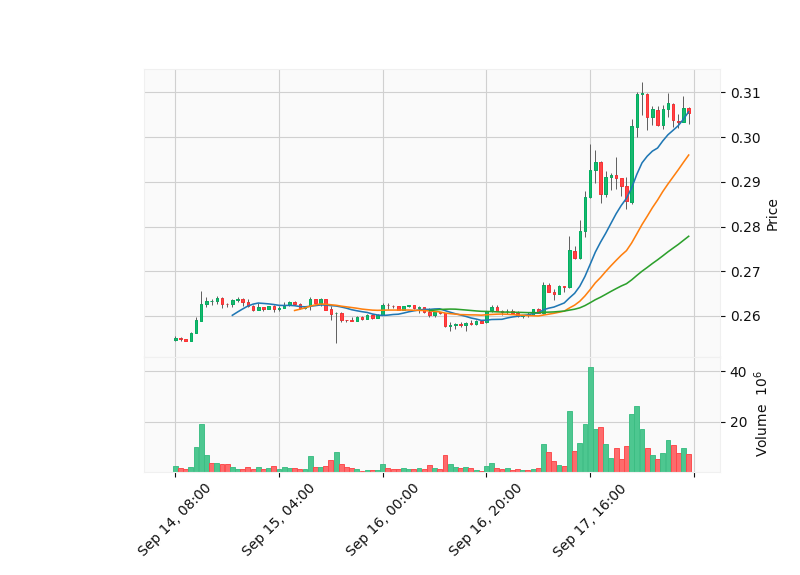 0.31
0.30
0.29
0.28
0.27
0.26
Price
40
20
Volume 10^6
Sep 14, 08:00
Sep 15, 04:00
Sep 16, 00:00
Sep 16, 20:00
Sep 17, 16:00